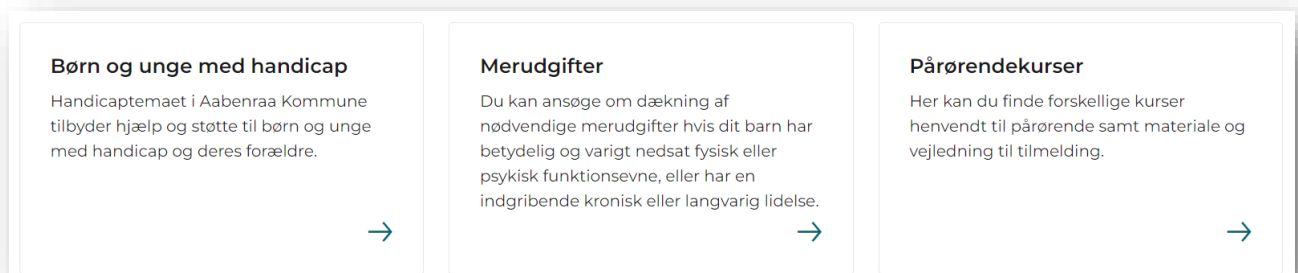 Børn og unge med handicap
Handicaptemaet i Aabenraa Kommune
tilbyder hjælp og støtte til børn og unge
med handicap og deres forældre.
Merudgifter
Du kan ansøge om dækning af
nødvendige merudgifter hvis dit barn har
betydelig og varigt nedsat fysisk eller
psykisk funktionsevne, eller har en
indgribende kronisk eller langvarig lidelse.
Pårørendekurser
Her kan du finde forskellige kurser
henvendt til pårørende samt materiale og
vejledning til tilmelding.